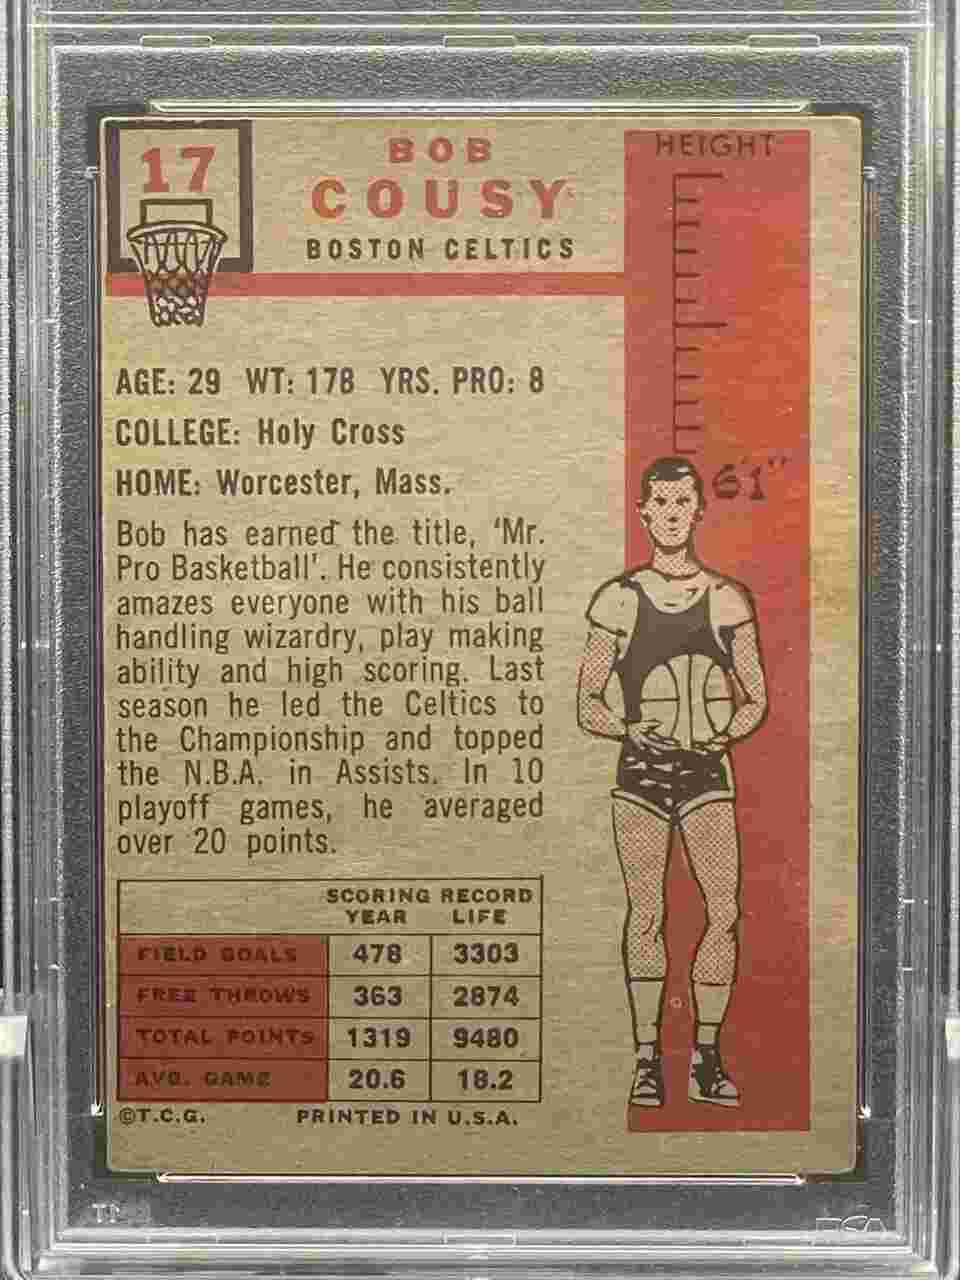 17
BOB
COUSY
BOSTON CELTICS
HEIGHT
AGE: 29 WT: 178 YRS. PRO: 8
COLLEGE: Holy Cross
HOME: Worcester, Mass.
6'1"
Bob has earned the title, 'Mr.
Pro Basketball'. He consistently
amazes everyone with his ball
handling wizardry, play making
ability and high scoring. Last
season he led the Celtics to
the Championship and topped
the N.B.A. in Assists. In 10
playoff games, he averaged
over 20 points.
SCORING RECORD
YEAR LIFE
FIELD GOALS 478 3303
FREE THROWS 363 2874
TOTAL POINTS 1319 9480
AVG. GAME 20.6 18.2
©T.C.G. PRINTED IN U.S.A.
PSA